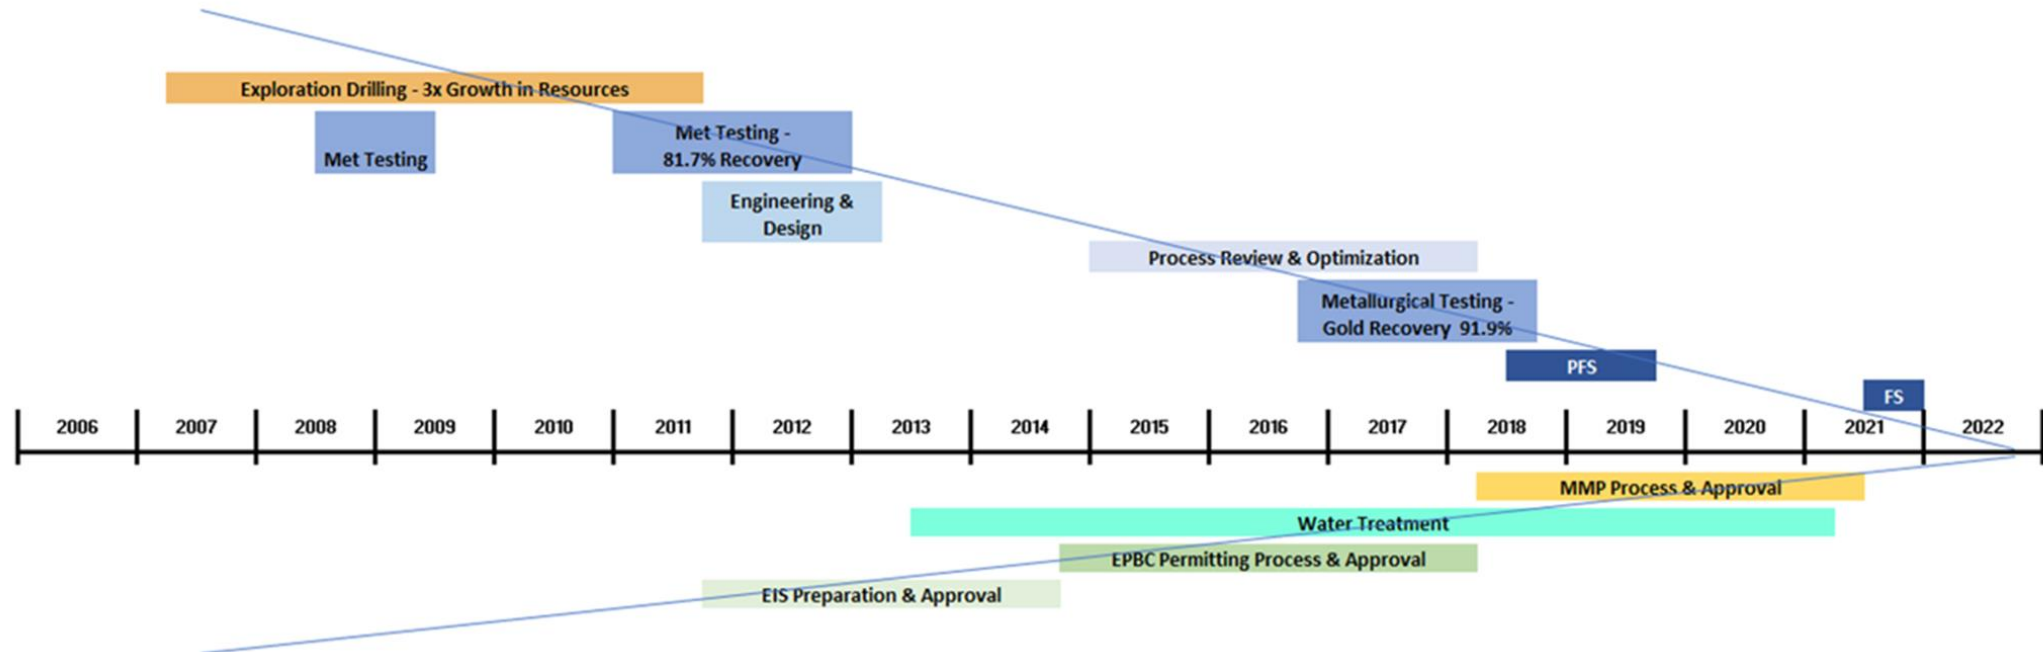 Exploration Drilling - 3x Growth in Resources
Met Testing
Met Testing -
81.7% Recovery
Engineering &
Design
Process Review & Optimization
Metallurgical Testing -
Gold Recovery 91.9%
PFS
FS
2006 2007 2008 2009 2010 2011 2012 2013 2014 2015 2016 2017 2018 2019 2020 2021 2022
MMP Process & Approval
Water Treatment
EPBC Permitting Process & Approval
EIS Preparation & Approval